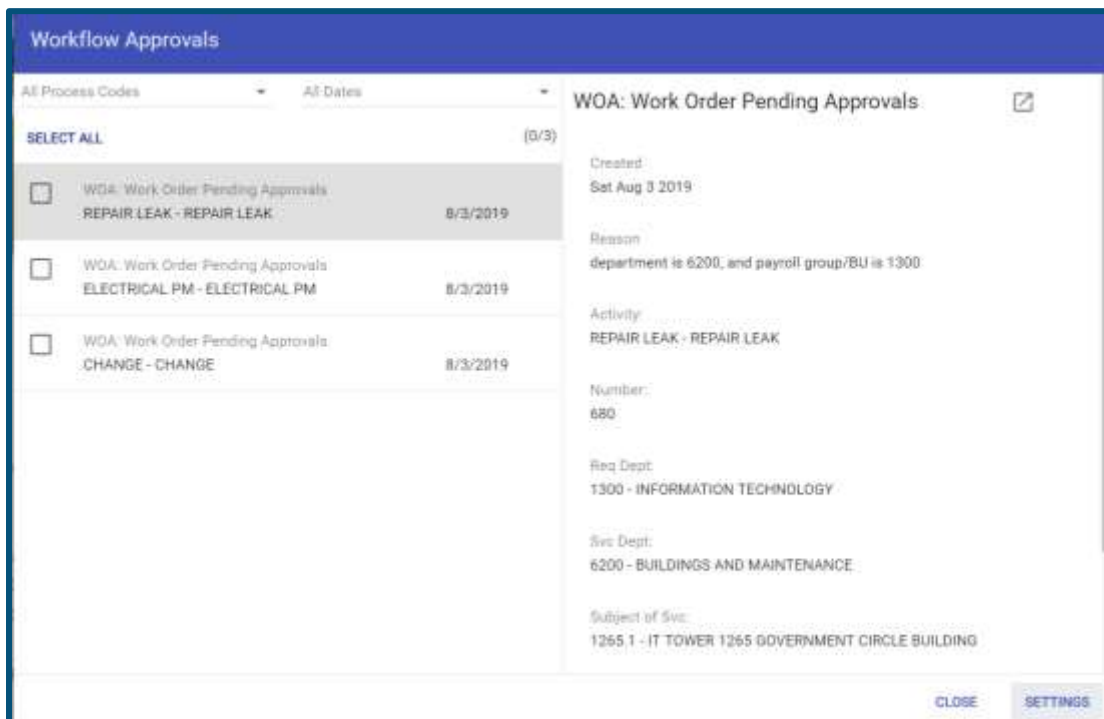 Workflow Approvals
All Process Codes
All Dates
SELECT ALL
(0/3)
WOA: Work Order Pending Approvals
REPAIR LEAK - REPAIR LEAK
8/3/2019
WOA: Work Order Pending Approvals
ELECTRICAL PM - ELECTRICAL PM
8/3/2019
WOA: Work Order Pending Approvals
CHANGE - CHANGE
8/3/2019
WOA: Work Order Pending Approvals
Created
Sat Aug 3 2019
Reason
department is 6200, and payroll group/BU is 1300
Activity:
REPAIR LEAK - REPAIR LEAK
Number:
680
Req Dept:
1300 - INFORMATION TECHNOLOGY
Svc Dept:
6200 - BUILDINGS AND MAINTENANCE
Subject of Svc:
1265.1 - IT TOWER 1265 GOVERNMENT CIRCLE BUILDING
CLOSE
SETTINGS